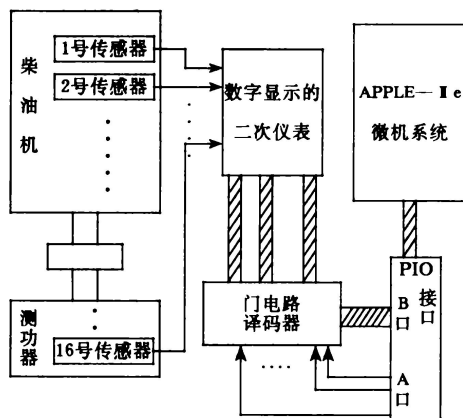 柴油机
1号传感器
2号传感器
数字显示的
二次仪表
APPLE—Ⅱe
微机系统
门电路
译码器
PIO
接口
B口
A口
测功器
16号传感器